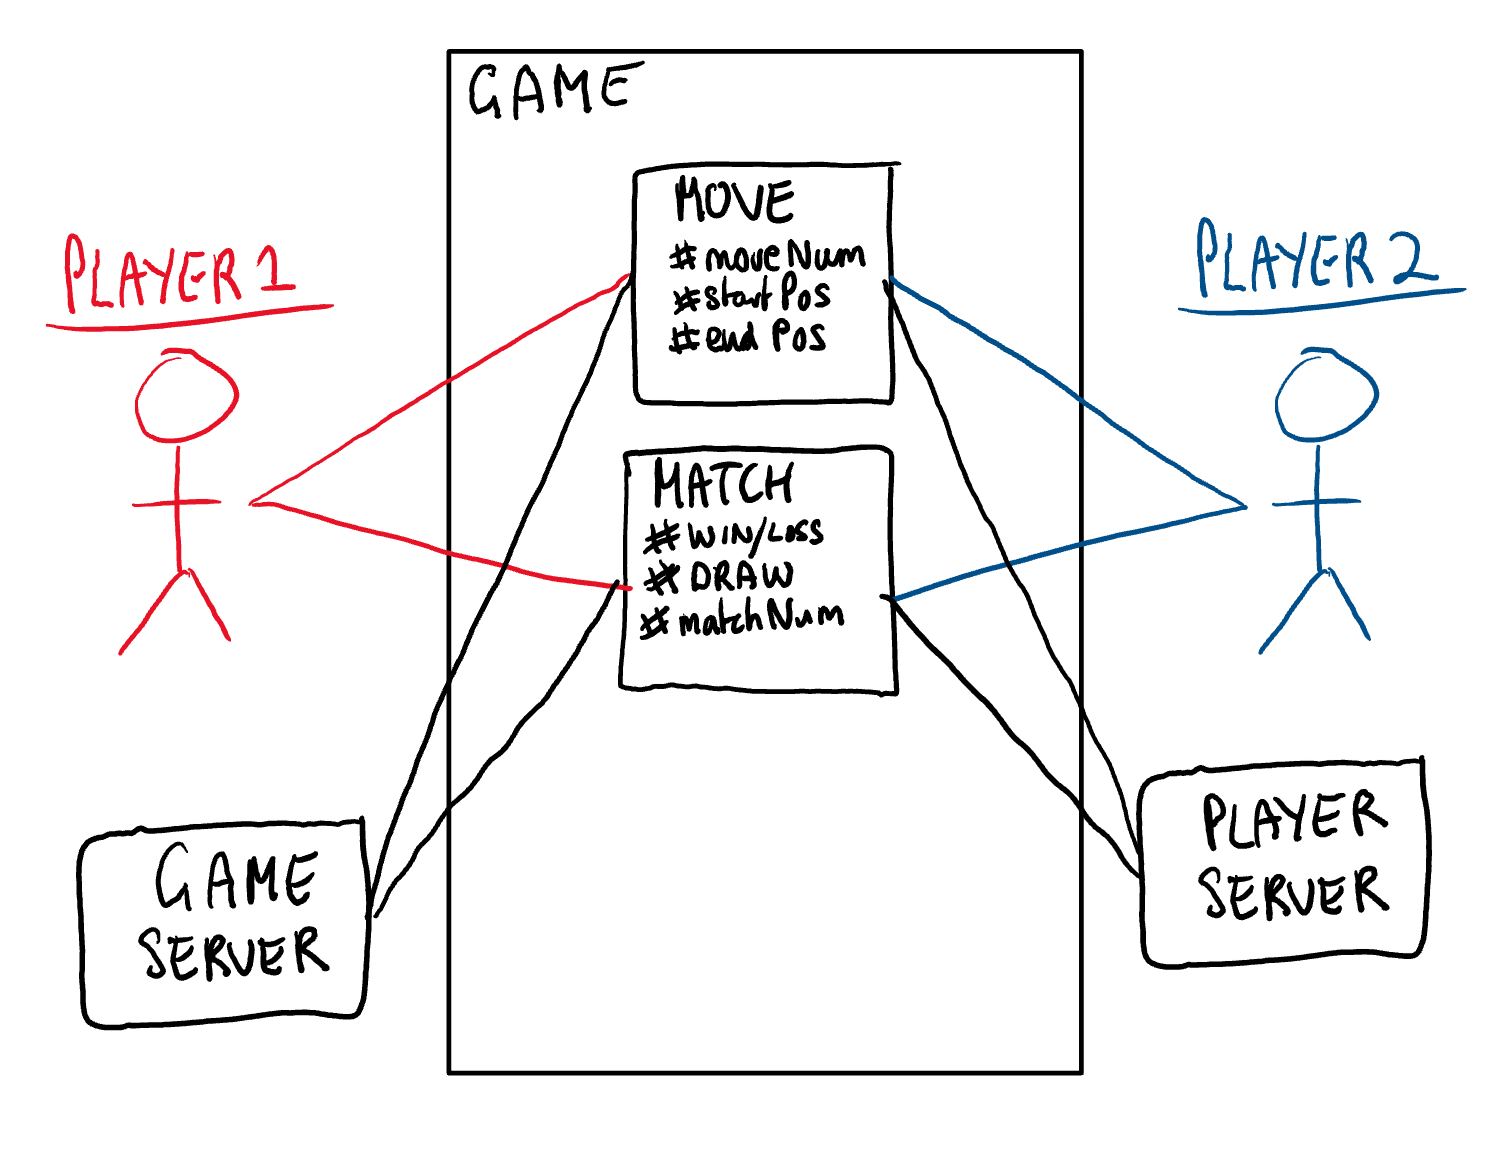 GAME
MOVE
#moveNum
#startPos
#end Pos
PLAYER 1
PLAYER 2
MATCH
#WIN/LOSS
#DRAW
#matchNum
GAME
SERVER
PLAYER
SERVER